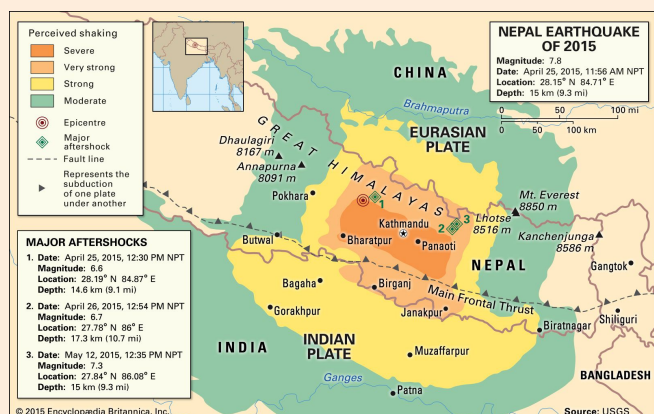 Perceived shaking
Severe
Very strong
Strong
Moderate
Epicentre
Major
aftershock
Fault line
Represents the
subduction
of one plate
under another
NEPAL EARTHQUAKE
OF 2015
Magnitude: 7.8
Date: April 25, 2015, 11:56 AM NPT
Location: 28.15° N 84.71° E
Depth: 15 km (9.3 mi)
0 50 100 mi
0 50 100 km
CHINA
Brahmaputra
EURASIAN
PLATE
GREAT HIMALAYAS
Dhaulagiri
8167 m
Annapurna
8091 m
Pokhara
1
Mt. Everest
8850 m
Lhotse
8516 m
3
2
Kathmandu
Kanchenjunga
8586 m
Butwal
Bharatpur
Panaoti
NEPAL
Gangtok
Bagaha
Birganj
Main Frontal Thrust
Gorakhpur
Janakpur
Biratnagar
Shiliguri
INDIAN
PLATE
INDIA
Muzaffarpur
BANGLADESH
Ganges
Patna
MAJOR AFTERSHOCKS
1. Date: April 25, 2015, 12:30 PM NPT
Magnitude: 6.6
Location: 28.19° N 84.87° E
Depth: 14.6 km (9.1 mi)
2. Date: April 26, 2015, 12:54 PM NPT
Magnitude: 6.7
Location: 27.78° N 86° E
Depth: 17.3 km (10.7 mi)
3. Date: May 12, 2015, 12:35 PM NPT
Magnitude: 7.3
Location: 27.84° N 86.08° E
Depth: 15 km (9.3 mi)
© 2015 Encyclopædia Britannica, Inc.
Source: USGS